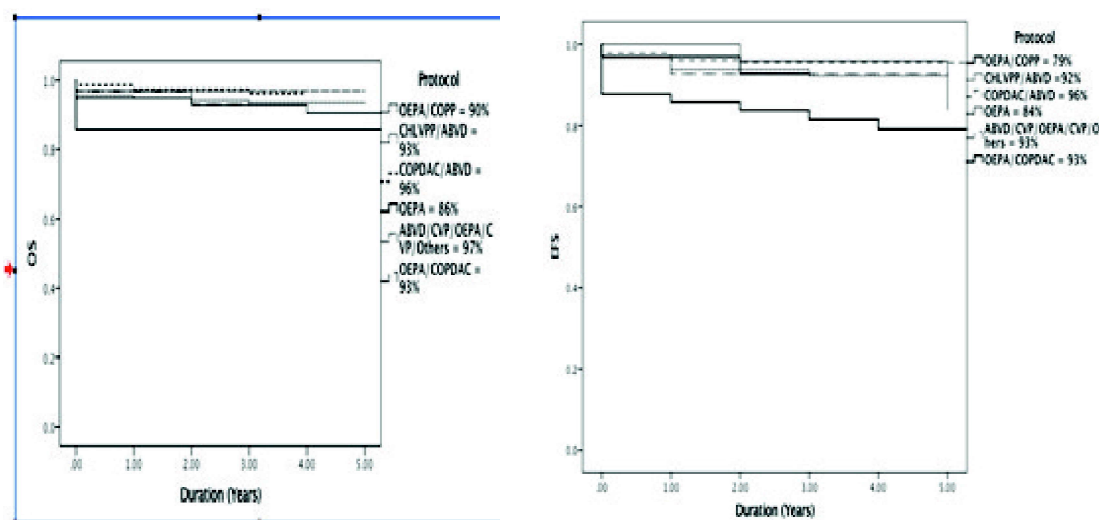 Protocol
OEPA/COPP = 90%
CHLVPP/ABVD =
93%
COPDAC/ABVD =
96%
OEPA = 86%
ABVD/CVP/OEPA/C
VP/Others = 97%
OEPA/COPDAC =
93%
OS
1.0
0.8
0.6
0.4
0.2
0.0
.00 1.00 2.00 3.00 4.00 5.00
Duration (Years)
Protocol
OEPA/COPP = 79%
CHLVPP/ABVD =92%
COPDAC/ABVD = 96%
OEPA = 84%
ABVD/CVP/OEPA/CVP/O
hers = 93%
OEPA/COPDAC = 93%
EFS
1.0
0.8
0.6
0.4
0.2
0.0
.00 1.00 2.00 3.00 4.00 5.00
Duration (Years)